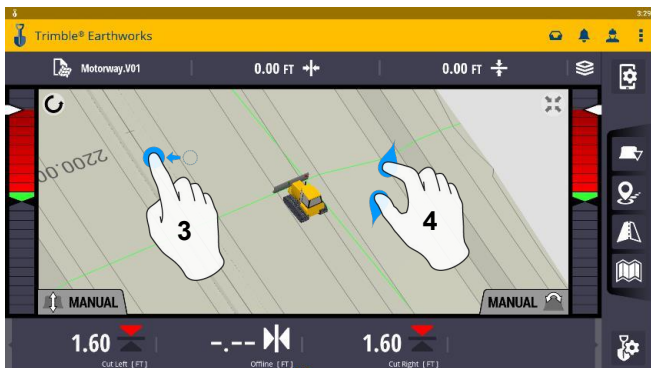 3:29
Trimble® Earthworks
Motorway.V01
0.00 FT
0.00 FT
2200.00
3
4
MANUAL
MANUAL
1.60
-.--
1.60
Cut Left [FT]
Offline [FT]
Cut Right [FT]